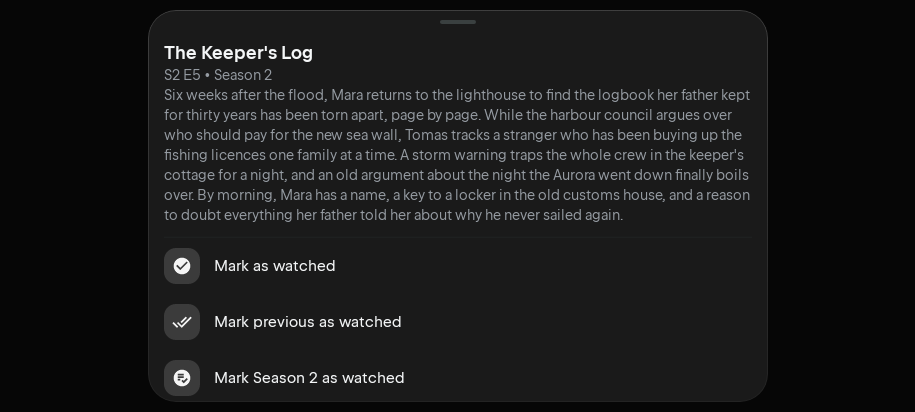 The Keeper's Log
S2 E5 • Season 2
Six weeks after the flood, Mara returns to the lighthouse to find the logbook her father kept
for thirty years has been torn apart, page by page. While the harbour council argues over
who should pay for the new sea wall, Tomas tracks a stranger who has been buying up the
fishing licences one family at a time. A storm warning traps the whole crew in the keeper's
cottage for a night, and an old argument about the night the Aurora went down finally boils
over. By morning, Mara has a name, a key to a locker in the old customs house, and a reason
to doubt everything her father told her about why he never sailed again.
Mark as watched
Mark previous as watched
Mark Season 2 as watched